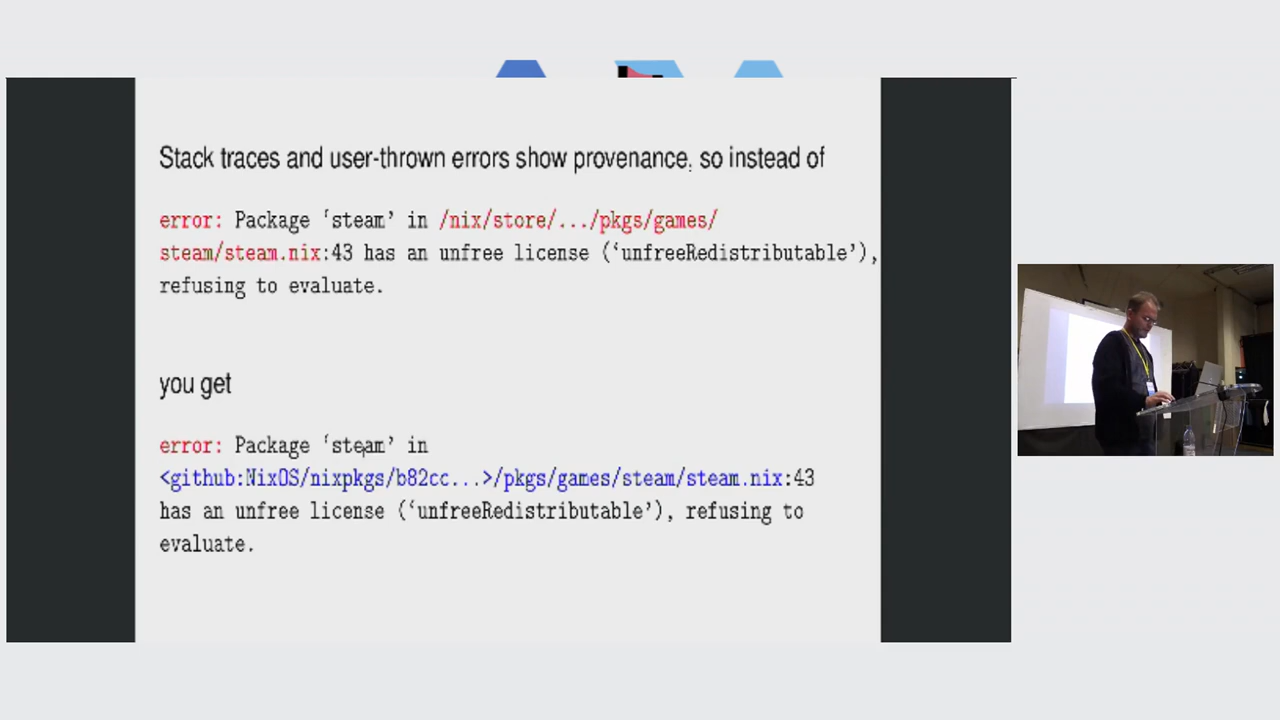 Stack traces and user-thrown errors show provenance, so instead of
error: Package ‘steam’ in /nix/store/.../pkgs/games/
steam/steam.nix:43 has an unfree license (‘unfreeRedistributable’),
refusing to evaluate.
you get
error: Package ‘steam’ in
<github:NixOS/nixpkgs/b82cc...>/pkgs/games/steam/steam.nix:43
has an unfree license (‘unfreeRedistributable’), refusing to
evaluate.